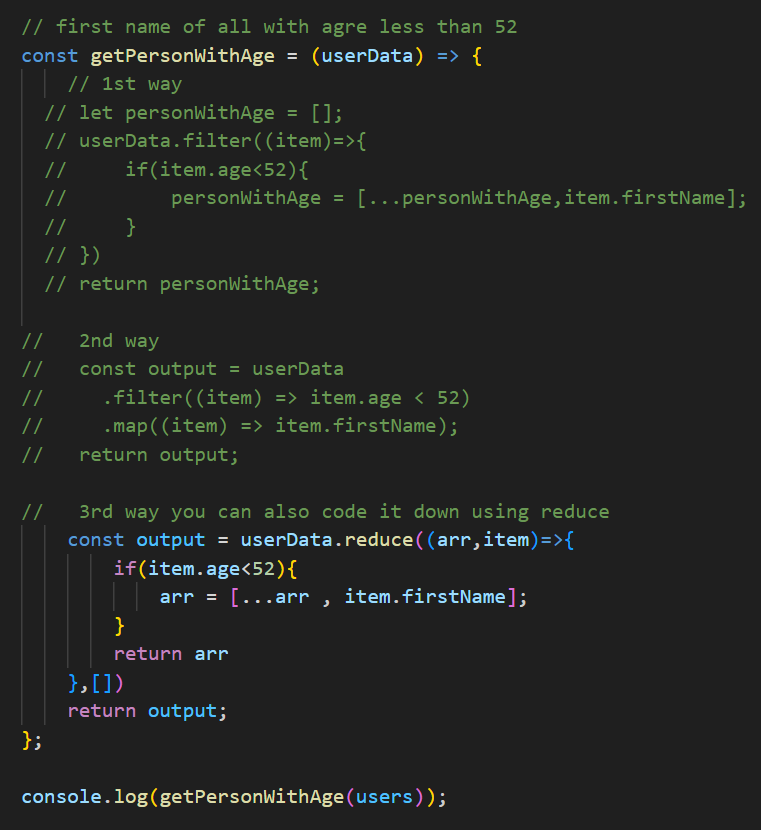 // first name of all with agre less than 52
const getPersonWithAge = (userData) => {
    // 1st way
  // let personWithAge = [];
  // userData.filter((item)=>{
  //     if(item.age<52){
  //         personWithAge = [...personWithAge,item.firstName];
  //     }
  // })
  // return personWithAge;

//   2nd way
//   const output = userData
//     .filter((item) => item.age < 52)
//     .map((item) => item.firstName);
//   return output;

//   3rd way you can also code it down using reduce
    const output = userData.reduce((arr,item)=>{
        if(item.age<52){
            arr = [...arr , item.firstName];
        }
        return arr
    },[])
    return output;
};

console.log(getPersonWithAge(users));